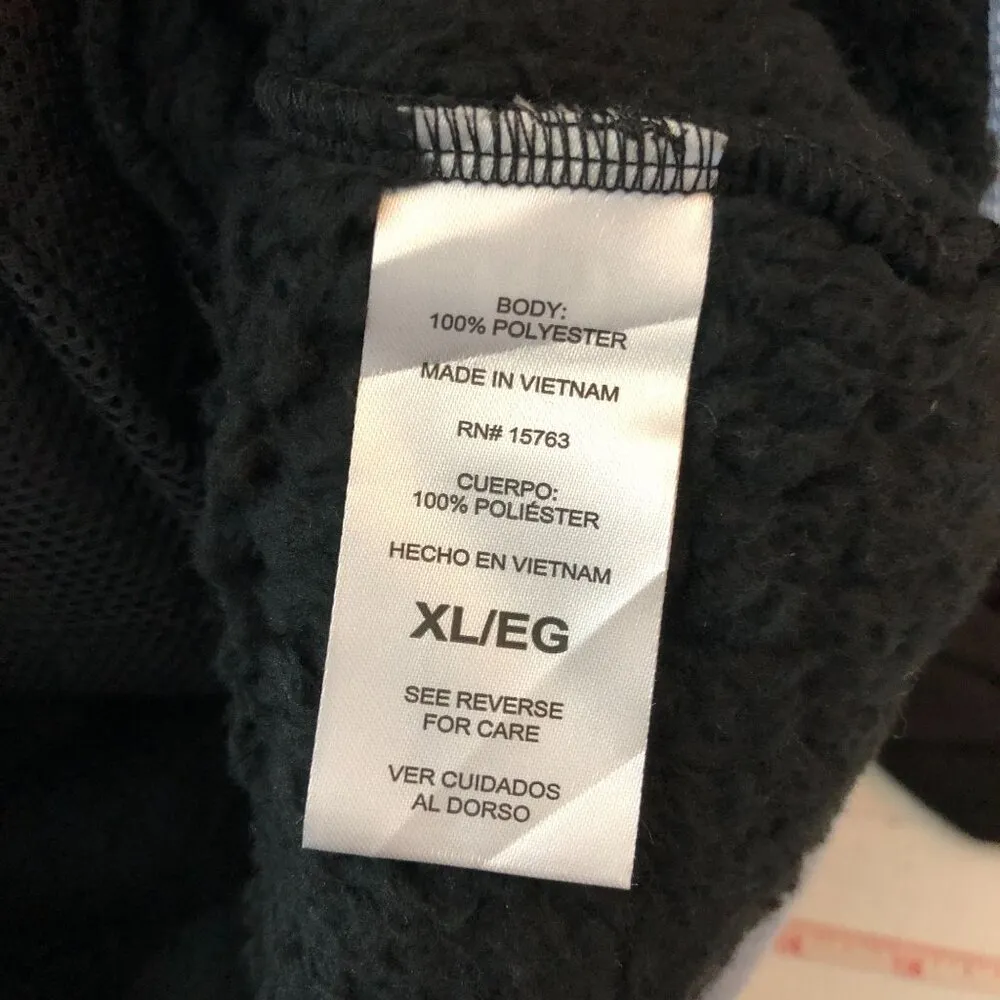 BODY:
100% POLYESTER
MADE IN VIETNAM
RN# 15763
CUERPO:
100% POLIÉSTER
HECHO EN VIETNAM
XL/EG
SEE REVERSE
FOR CARE
VER CUIDADOS
AL DORSO